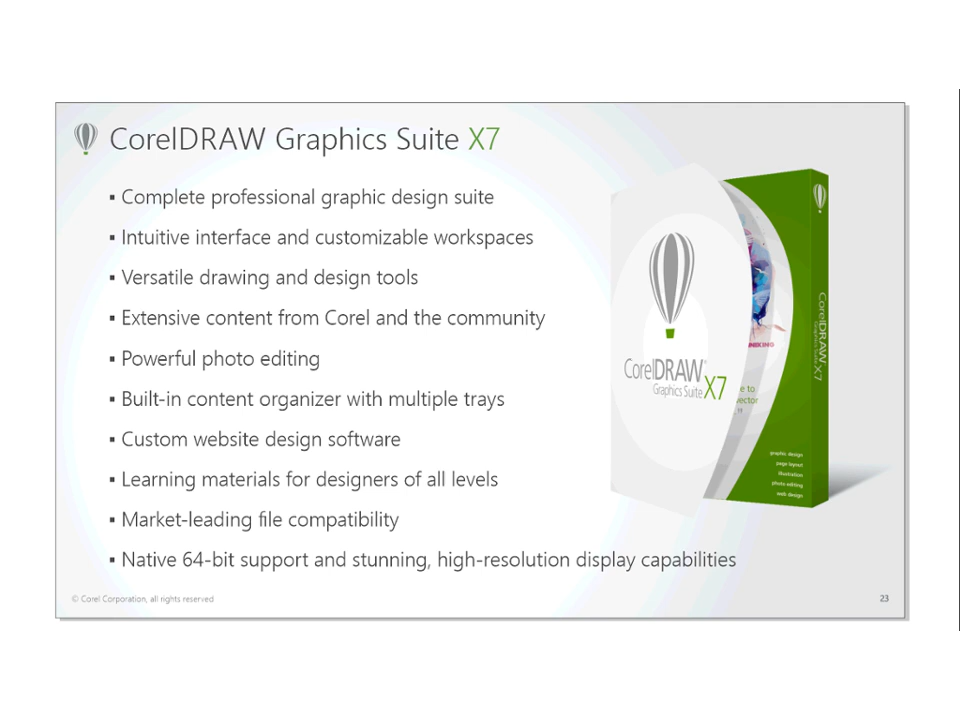 CorelDRAW Graphics Suite X7
▪ Complete professional graphic design suite
▪ Intuitive interface and customizable workspaces
▪ Versatile drawing and design tools
▪ Extensive content from Corel and the community
▪ Powerful photo editing
▪ Built-in content organizer with multiple trays
▪ Custom website design software
▪ Learning materials for designers of all levels
▪ Market-leading file compatibility
▪ Native 64-bit support and stunning, high-resolution display capabilities
CorelDRAW®
Graphics Suite X7
e to
vector
graphic design
page layout
illustration
photo editing
web design
CorelDRAW
Graphics Suite X7
© Corel Corporation, all rights reserved
23